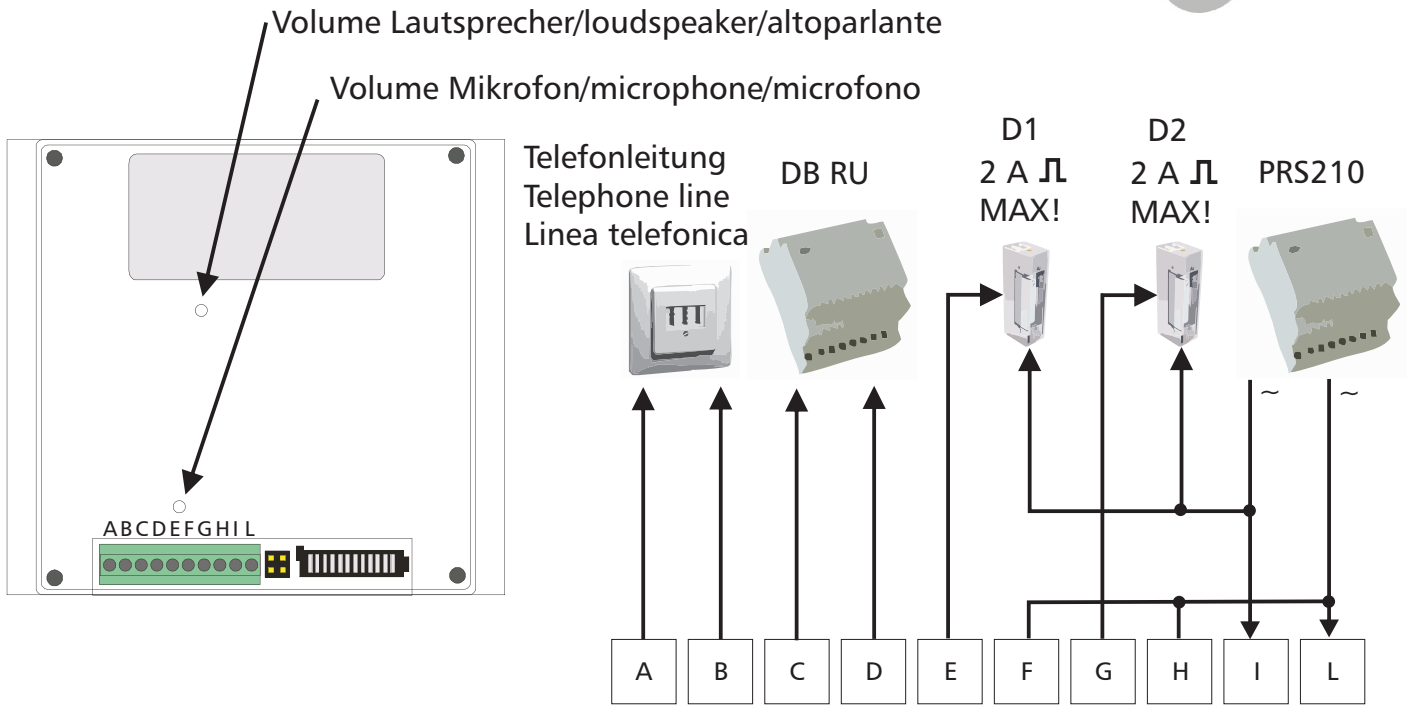 Volume Lautsprecher/loudspeaker/altoparlante
Volume Mikrofon/microphone/microfono
Telefonleitung
Telephone line
Linea telefonica
DB RU
D1
2 A
MAX!
D2
2 A
MAX!
PRS210
~
~
ABCDEFGHIL
A
B
C
D
E
F
G
H
I
L